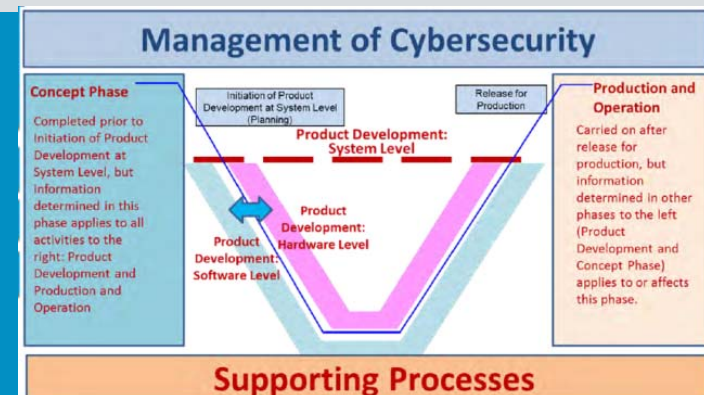 Management of Cybersecurity
Concept Phase
Completed prior to
Initiation of Product
Development at
System Level, but
information
determined in this
phase applies to all
activities to the
right: Product
Development and
Production and
Operation
Initiation of Product
Development at System Level
(Planning)
Release for
Production
Product Development:
System Level
Product
Development:
Hardware Level
Product
Development:
Software Level
Production and
Operation
Carried on after
release for
production, but
information
determined in other
phases to the left
(Product
Development and
Concept Phase)
applies to or affects
this phase.
Supporting Processes